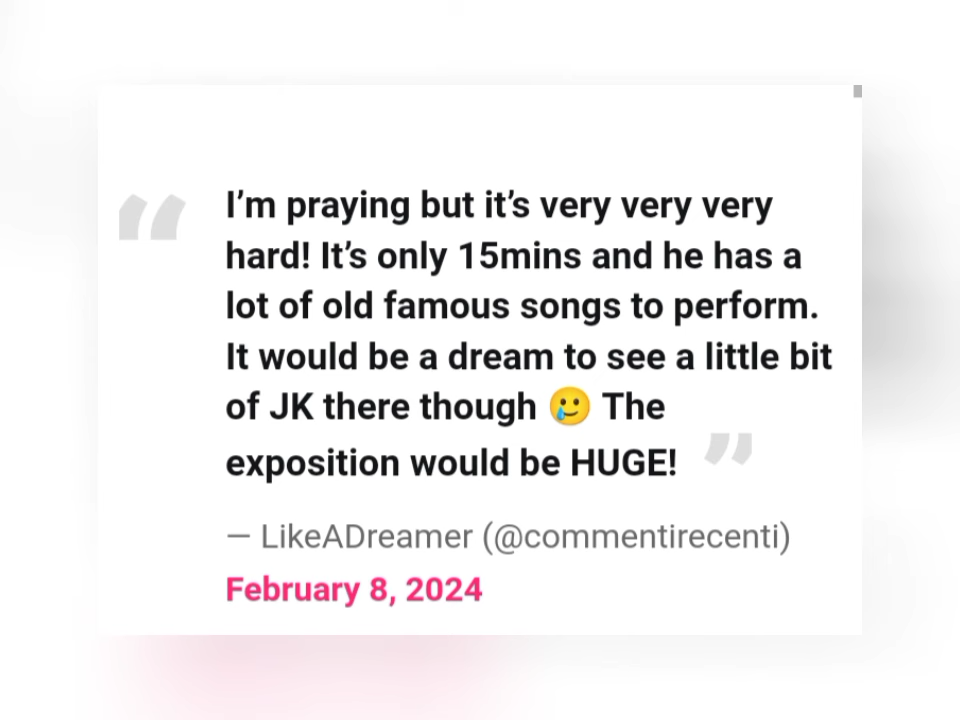 “
I’m praying but it’s very very very
hard! It’s only 15mins and he has a
lot of old famous songs to perform.
It would be a dream to see a little bit
of JK there though 🥲 The
exposition would be HUGE! ”
— LikeADreamer (@commentirecenti)
February 8, 2024